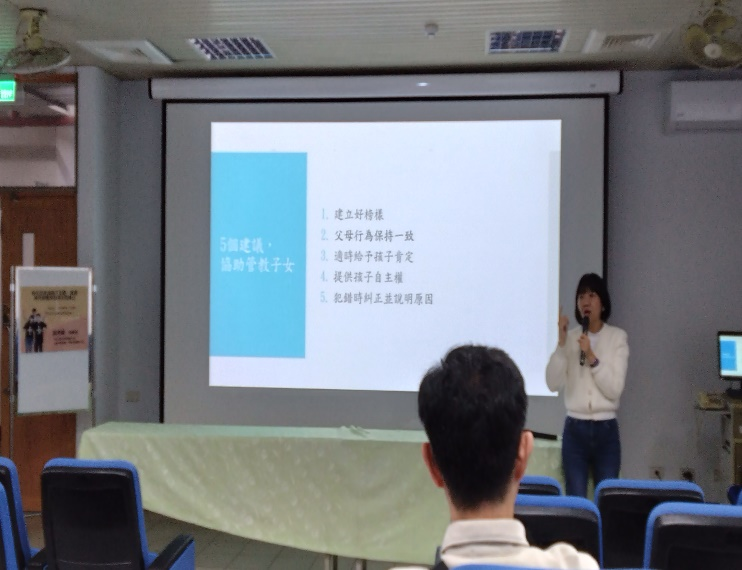 5個建議，
協助管教子女
1. 建立好榜樣
2. 父母行為保持一致
3. 適時給予孩子肯定
4. 提供孩子自主權
5. 犯錯時糾正並說明原因